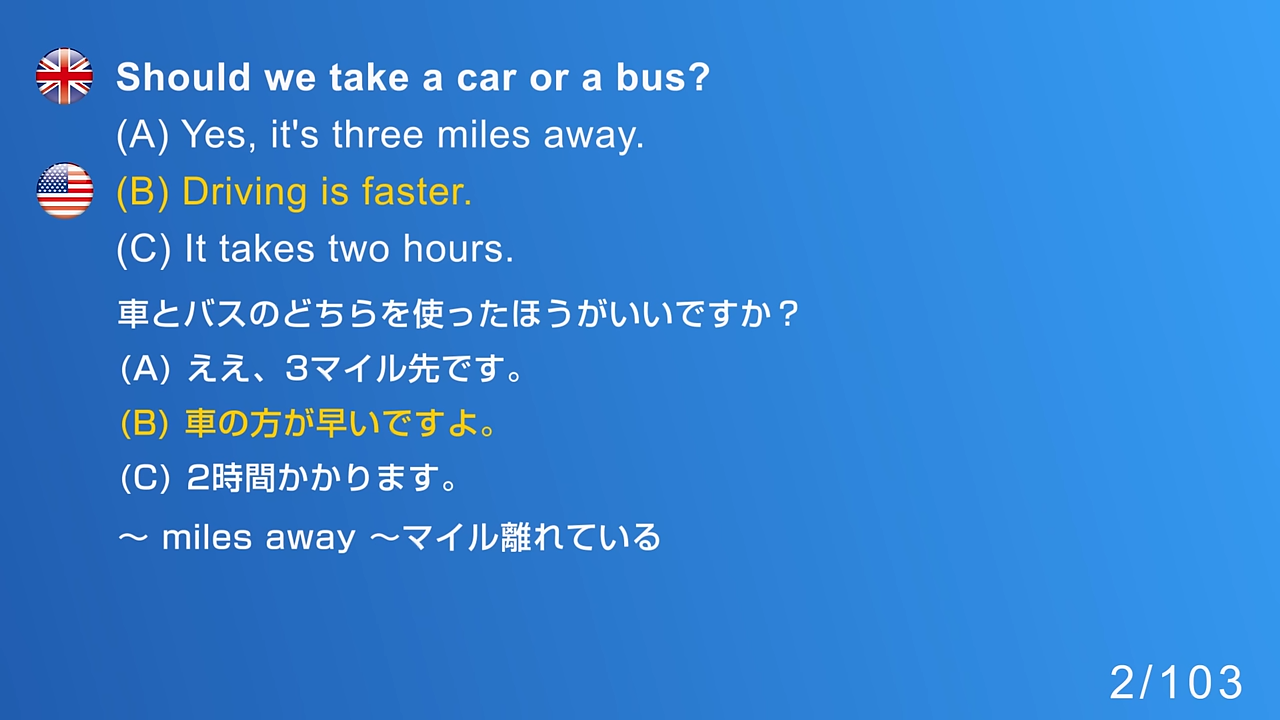 Should we take a car or a bus?
(A) Yes, it's three miles away.
(B) Driving is faster.
(C) It takes two hours.
車とバスのどちらを使ったほうがいいですか？
(A) ええ、3マイル先です。
(B) 車の方が早いですよ。
(C) 2時間かかります。
〜 miles away 〜マイル離れている
2/103